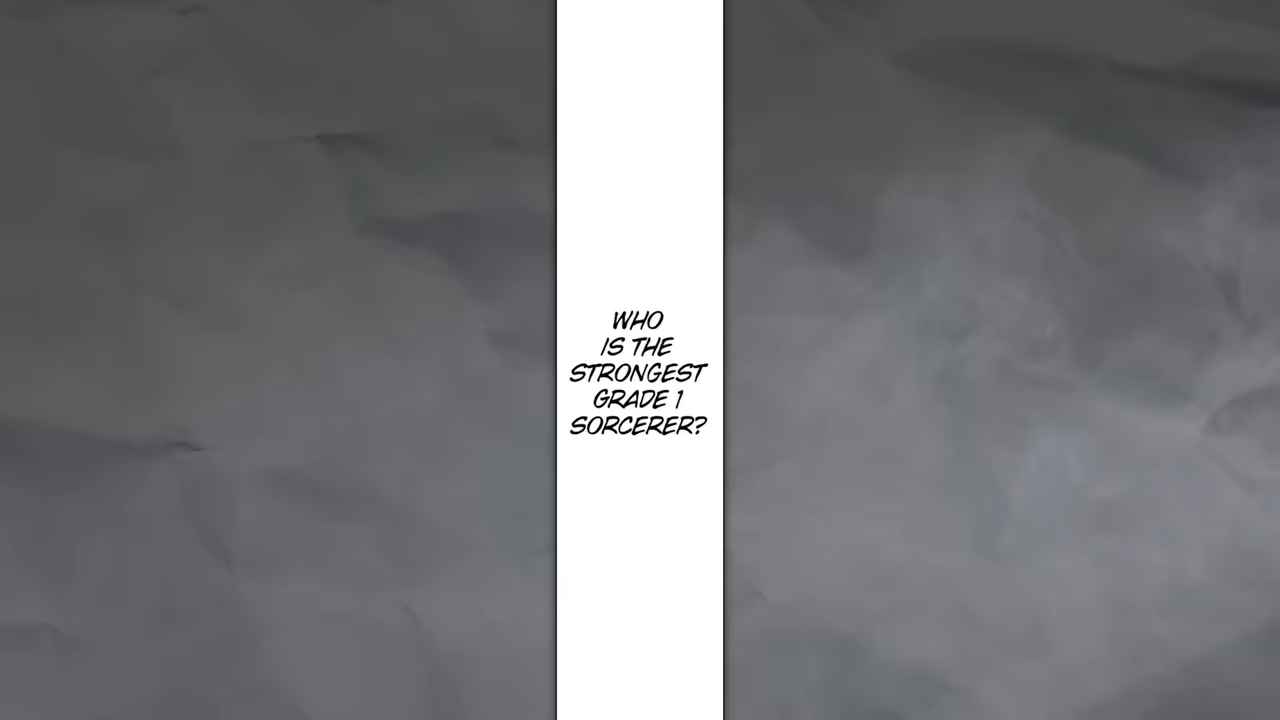 WHO
IS THE
STRONGEST
GRADE 1
SORCERER?